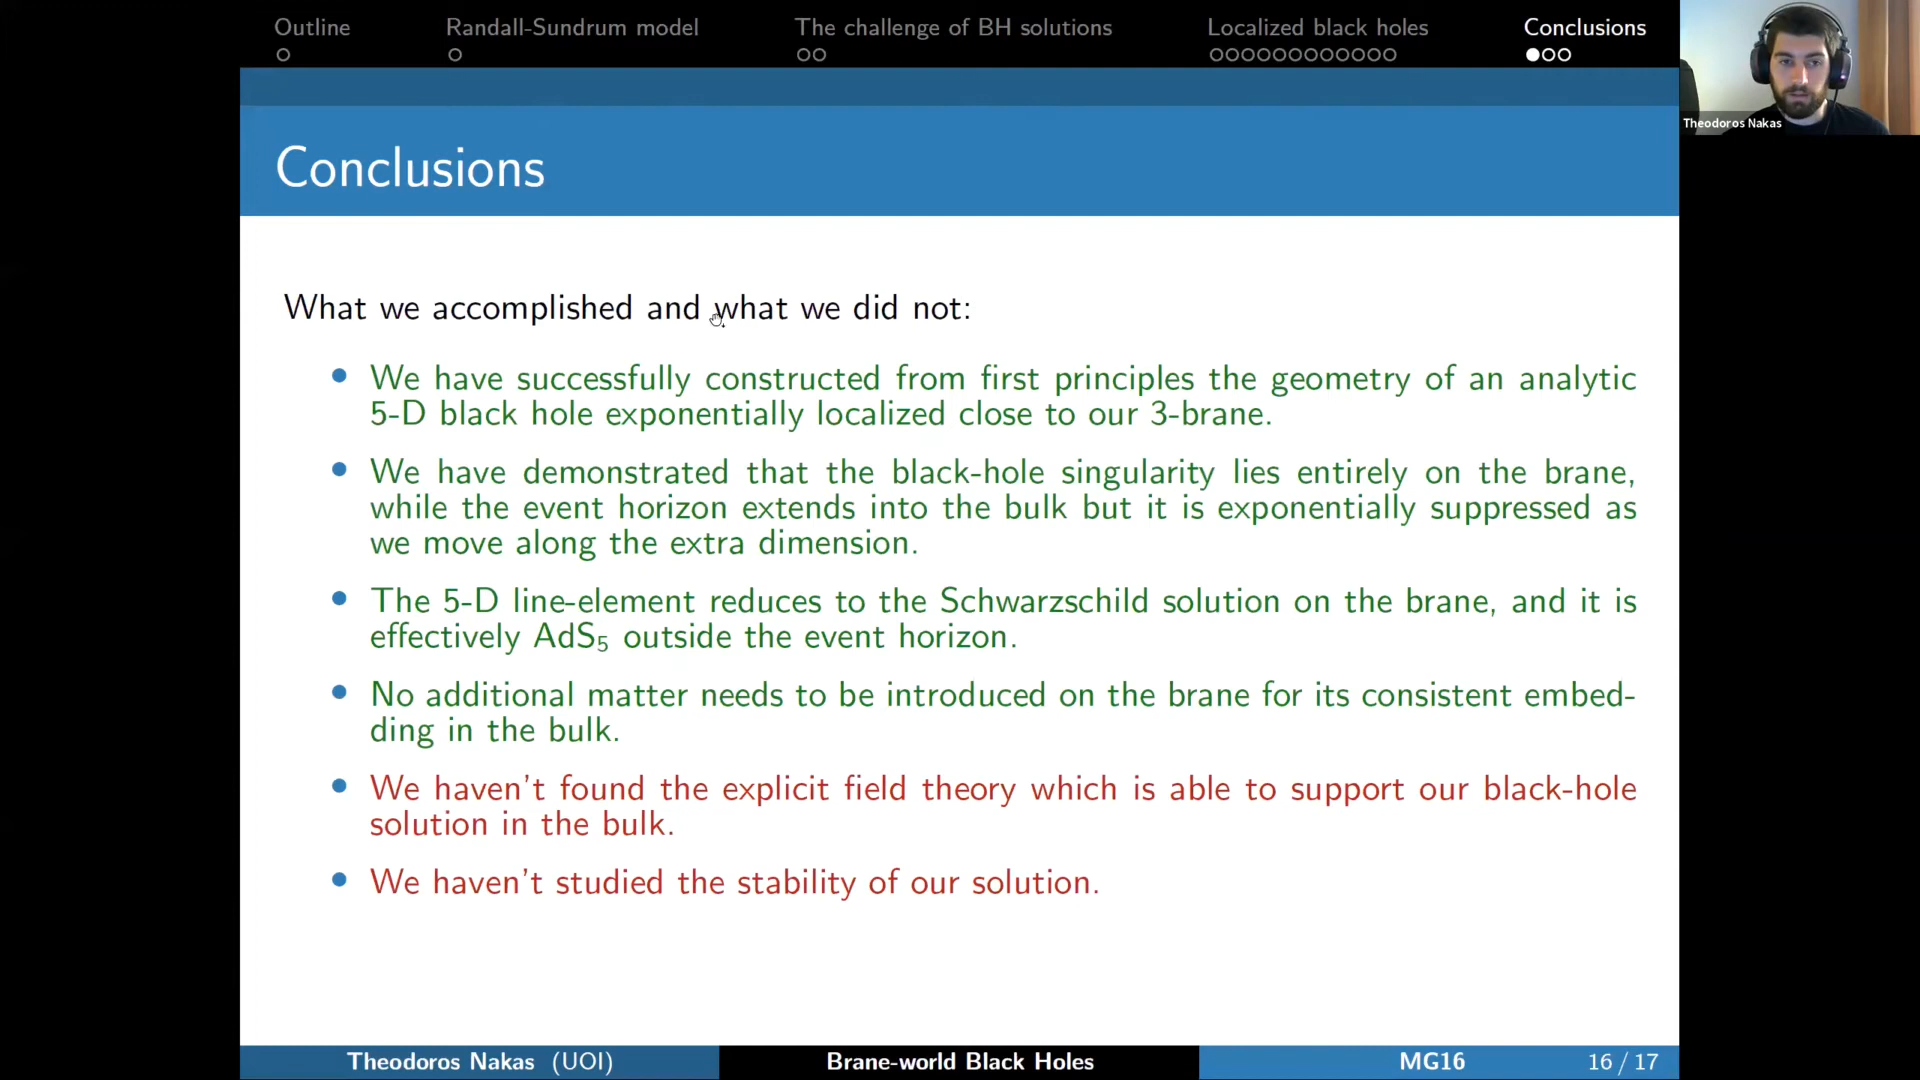 Outline
Randall-Sundrum model
The challenge of BH solutions
Localized black holes
Conclusions
Theodoros Nakas
Conclusions
What we accomplished and what we did not:
We have successfully constructed from first principles the geometry of an analytic
5-D black hole exponentially localized close to our 3-brane.
We have demonstrated that the black-hole singularity lies entirely on the brane,
while the event horizon extends into the bulk but it is exponentially suppressed as
we move along the extra dimension.
The 5-D line-element reduces to the Schwarzschild solution on the brane, and it is
effectively AdS₅ outside the event horizon.
No additional matter needs to be introduced on the brane for its consistent embed-
ding in the bulk.
We haven't found the explicit field theory which is able to support our black-hole
solution in the bulk.
We haven't studied the stability of our solution.
Theodoros Nakas (UOI)
Brane-world Black Holes
MG16
16 / 17